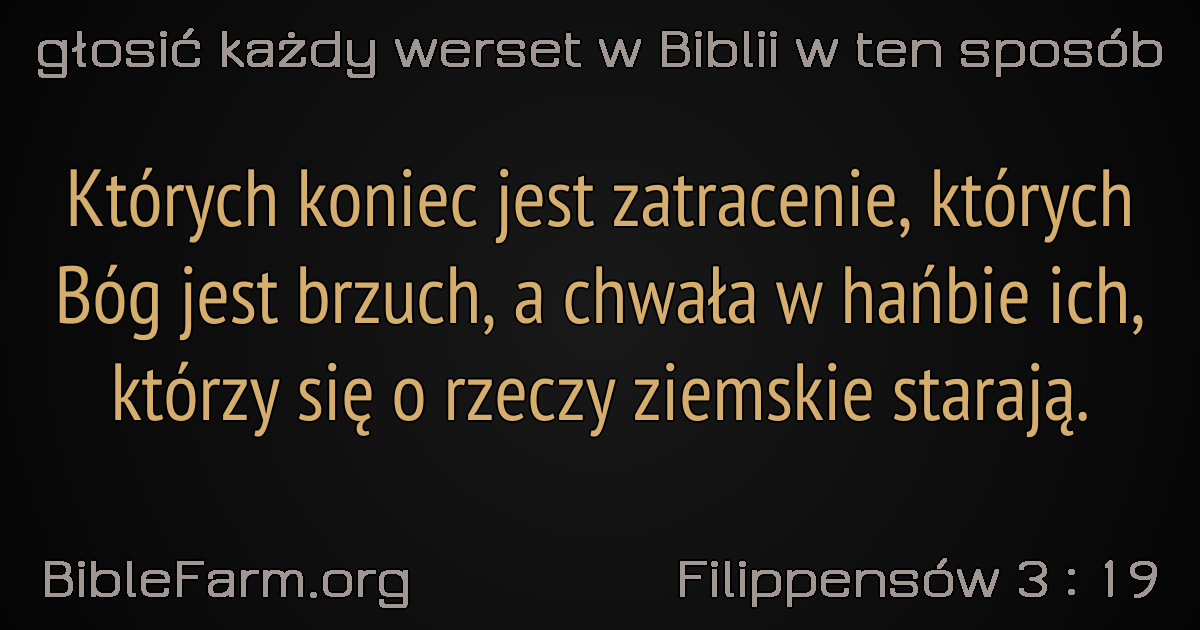 głosić każdy werset w Biblii w ten sposób
Których koniec jest zatracenie, których
Bóg jest brzuch, a chwała w hańbie ich,
którzy się o rzeczy ziemskie starają.
BibleFarm.org
Filippensów 3 : 19